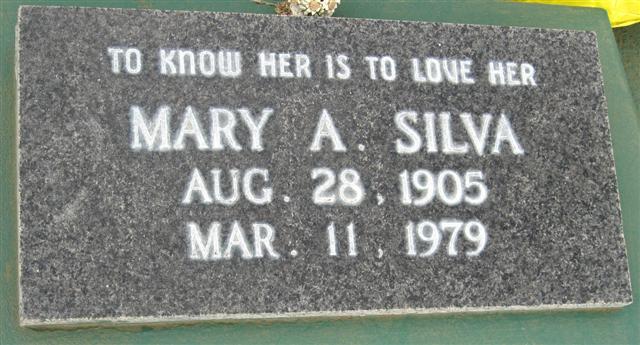 TO KNOW HER IS TO LOVE HER
MARY A. SILVA
AUG. 28, 1905
MAR. 11, 1979